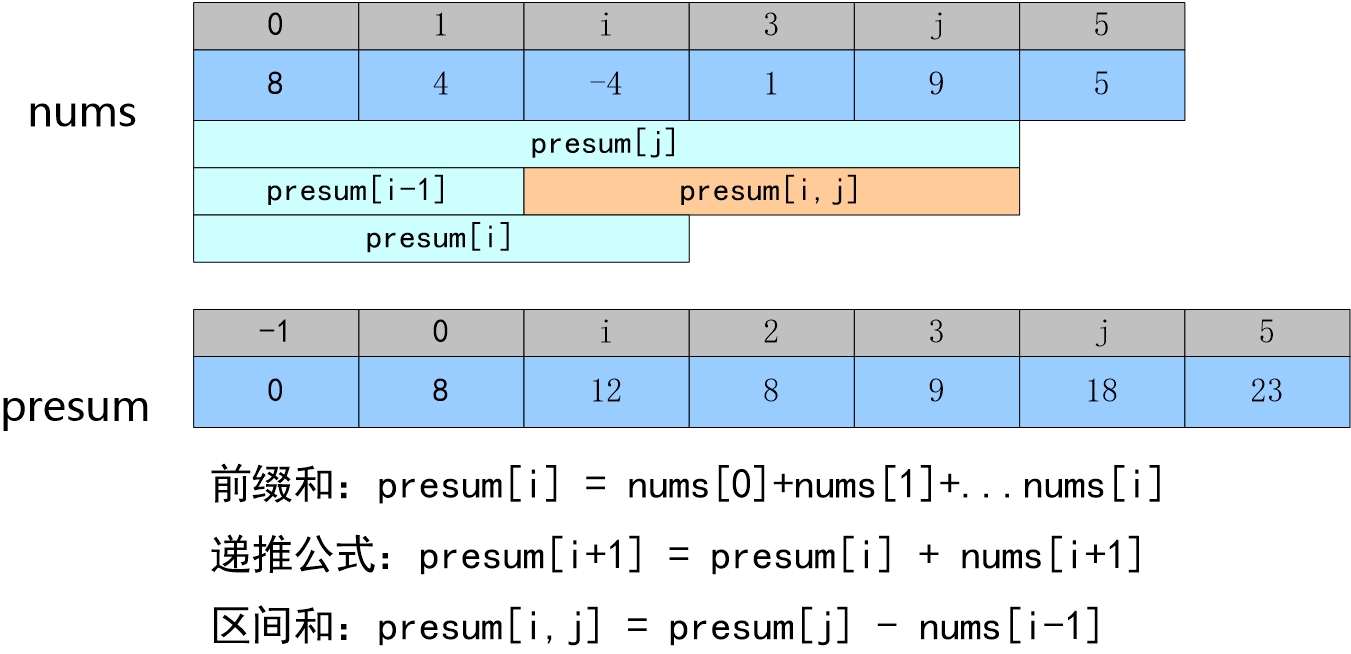 0 1 i 3 j 5
nums
8 4 -4 1 9 5
presum[j]
presum[i-1] presum[i,j]
presum[i]
-1 0 i 2 3 j 5
presum
0 8 12 8 9 18 23
前缀和：presum[i] = nums[0]+nums[1]+...nums[i]
递推公式：presum[i+1] = presum[i] + nums[i+1]
区间和：presum[i,j] = presum[j] - nums[i-1]